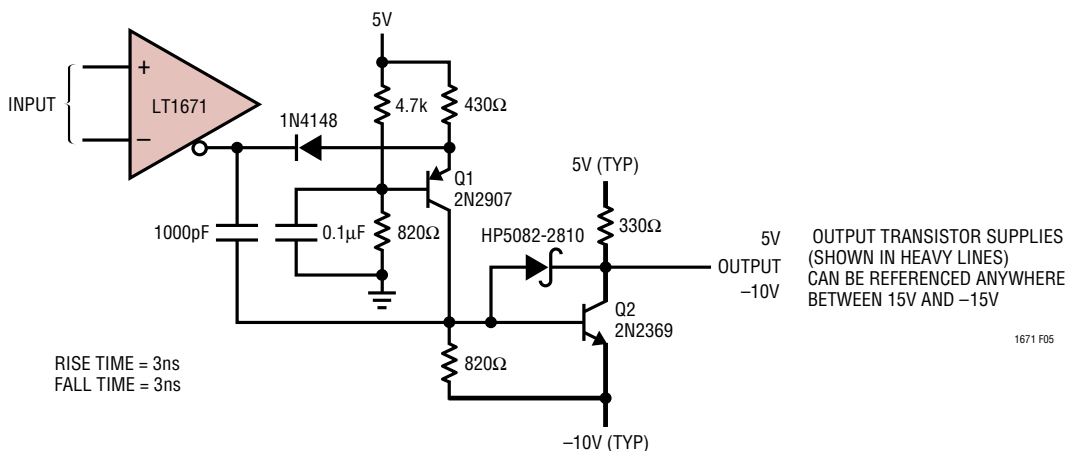 5V
INPUT
+
−
LT1671
1N4148
4.7k
430Ω
Q1
2N2907
1000pF
0.1µF
820Ω
HP5082-2810
5V (TYP)
330Ω
5V
OUTPUT
–10V
OUTPUT TRANSISTOR SUPPLIES
(SHOWN IN HEAVY LINES)
CAN BE REFERENCED ANYWHERE
BETWEEN 15V AND –15V
Q2
2N2369
820Ω
–10V (TYP)
RISE TIME = 3ns
FALL TIME = 3ns
1671 F05